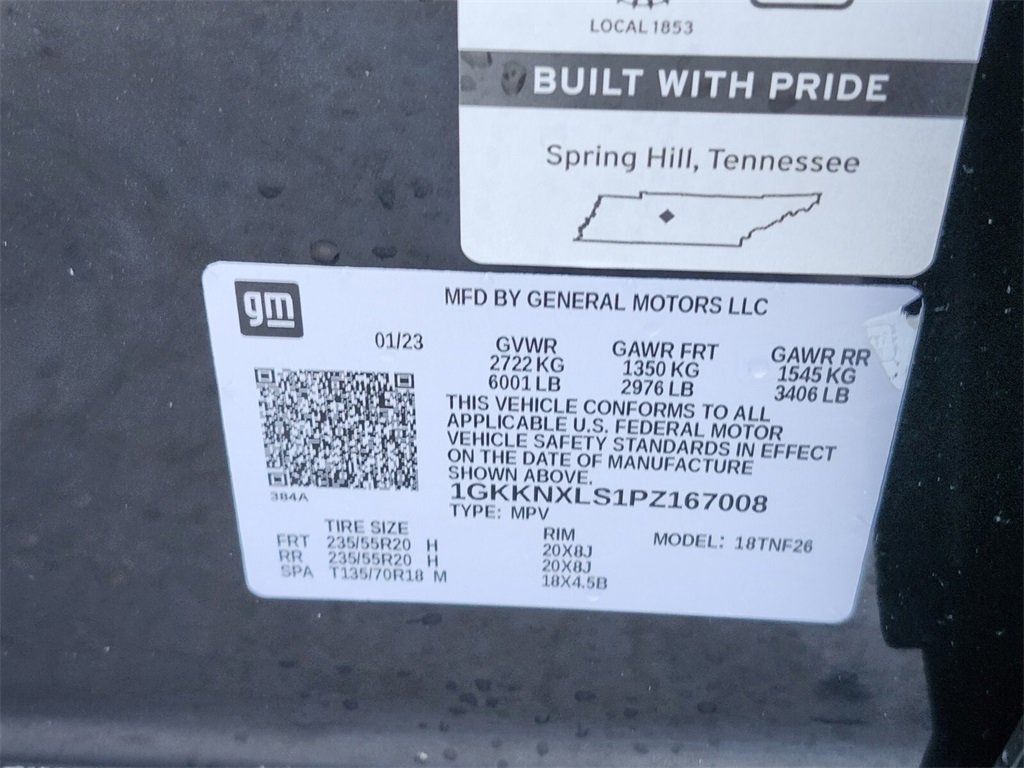 LOCAL 1853
BUILT WITH PRIDE
Spring Hill, Tennessee
gm
MFD BY GENERAL MOTORS LLC
01/23
GVWR
2722 KG
6001 LB
GAWR FRT
1350 KG
2976 LB
GAWR RR
1545 KG
3406 LB
THIS VEHICLE CONFORMS TO ALL
APPLICABLE U.S. FEDERAL MOTOR
VEHICLE SAFETY STANDARDS IN EFFECT
ON THE DATE OF MANUFACTURE
SHOWN ABOVE.
1GKKNXLS1PZ167008
TYPE: MPV
384A
TIRE SIZE
FRT 235/55R20 H
RR 235/55R20 H
SPA T135/70R18 M
RIM
20X8J
20X8J
18X4.5B
MODEL: 18TNF26